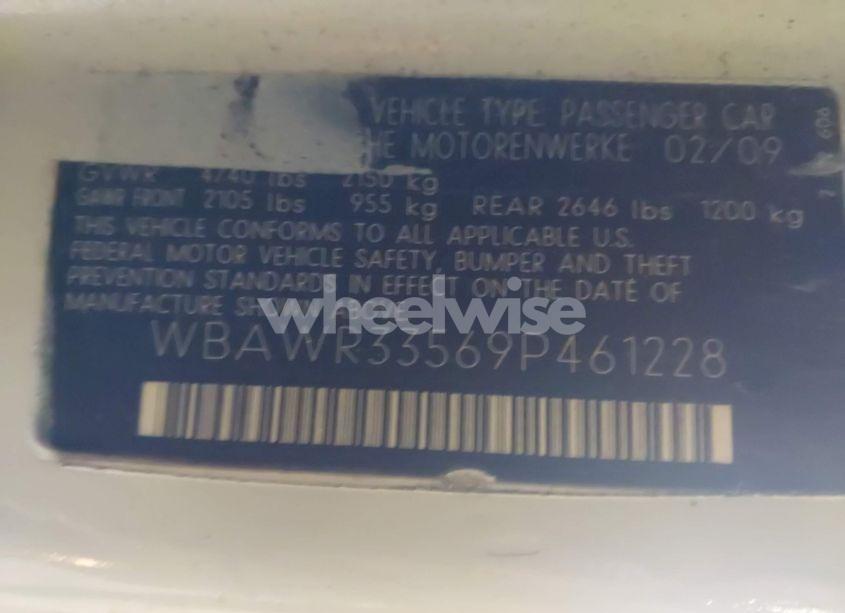 VEHICLE TYPE PASSENGER CAR
HE MOTORENWERKE 02/09
GVWR 4740 lbs 2150 kg
GAWR FRONT 2105 lbs 955 kg REAR 2646 lbs 1200 kg
THIS VEHICLE CONFORMS TO ALL APPLICABLE U.S.
FEDERAL MOTOR VEHICLE SAFETY, BUMPER AND THEFT
PREVENTION STANDARDS IN EFFECT ON THE DATE OF
MANUFACTURE SHOWN ABOVE
wheelwise
WBAWR33569P461228